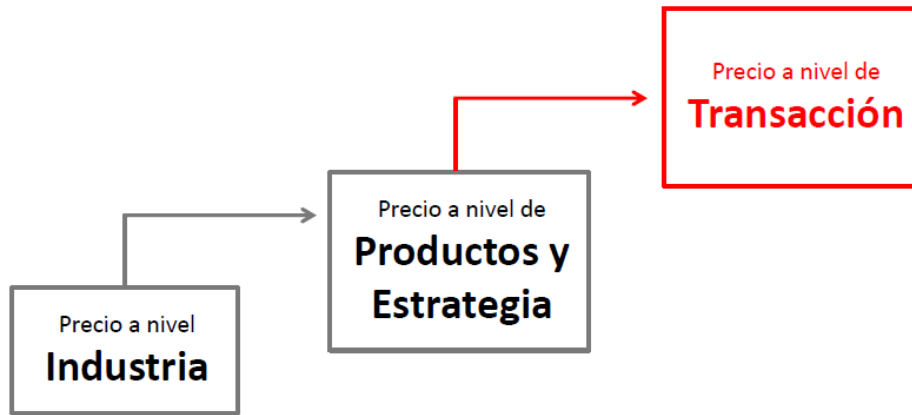 Precio a nivel de
Transacción
Precio a nivel de
Productos y
Estrategia
Precio a nivel
Industria